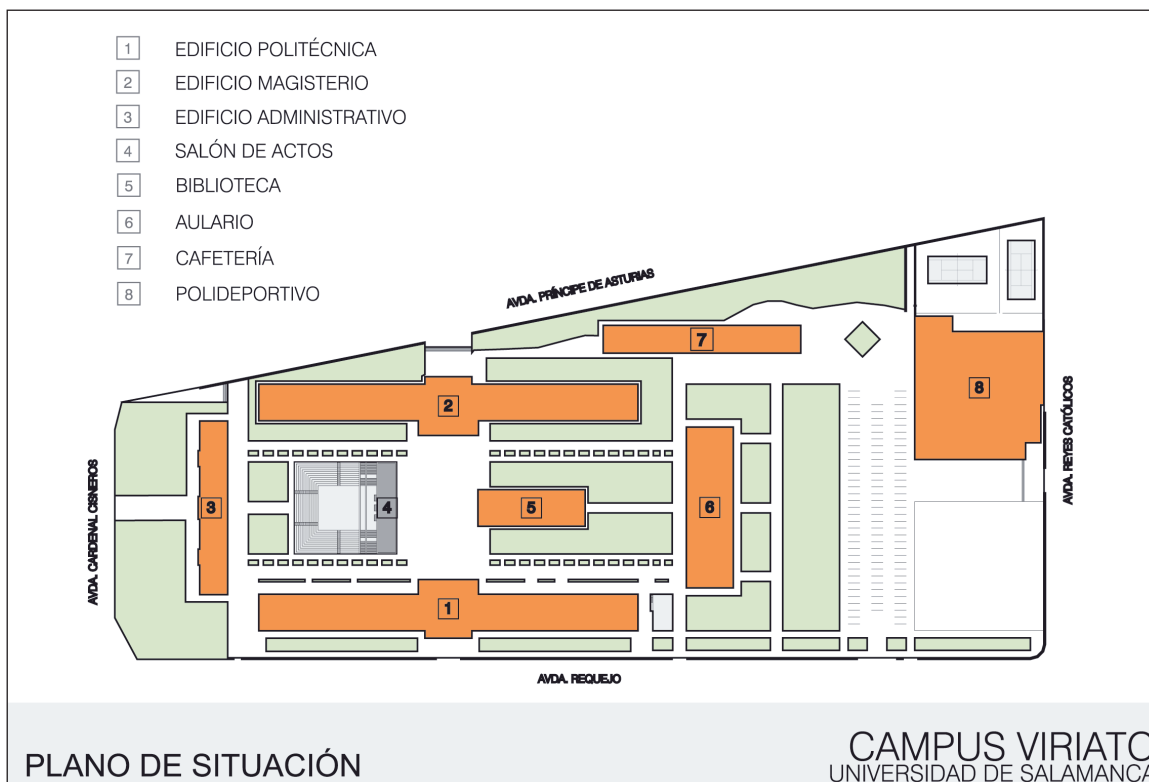 1 EDIFICIO POLITÉCNICA
2 EDIFICIO MAGISTERIO
3 EDIFICIO ADMINISTRATIVO
4 SALÓN DE ACTOS
5 BIBLIOTECA
6 AULARIO
7 CAFETERÍA
8 POLIDEPORTIVO
AVDA. PRÍNCIPE DE ASTURIAS
7
8
2
AVDA. REYES CATÓLICOS
AVDA. CARDENAL CISNEROS
3
4
5
6
1
AVDA. REQUEJO
PLANO DE SITUACIÓN
CAMPUS VIRIATO
UNIVERSIDAD DE SALAMANCA